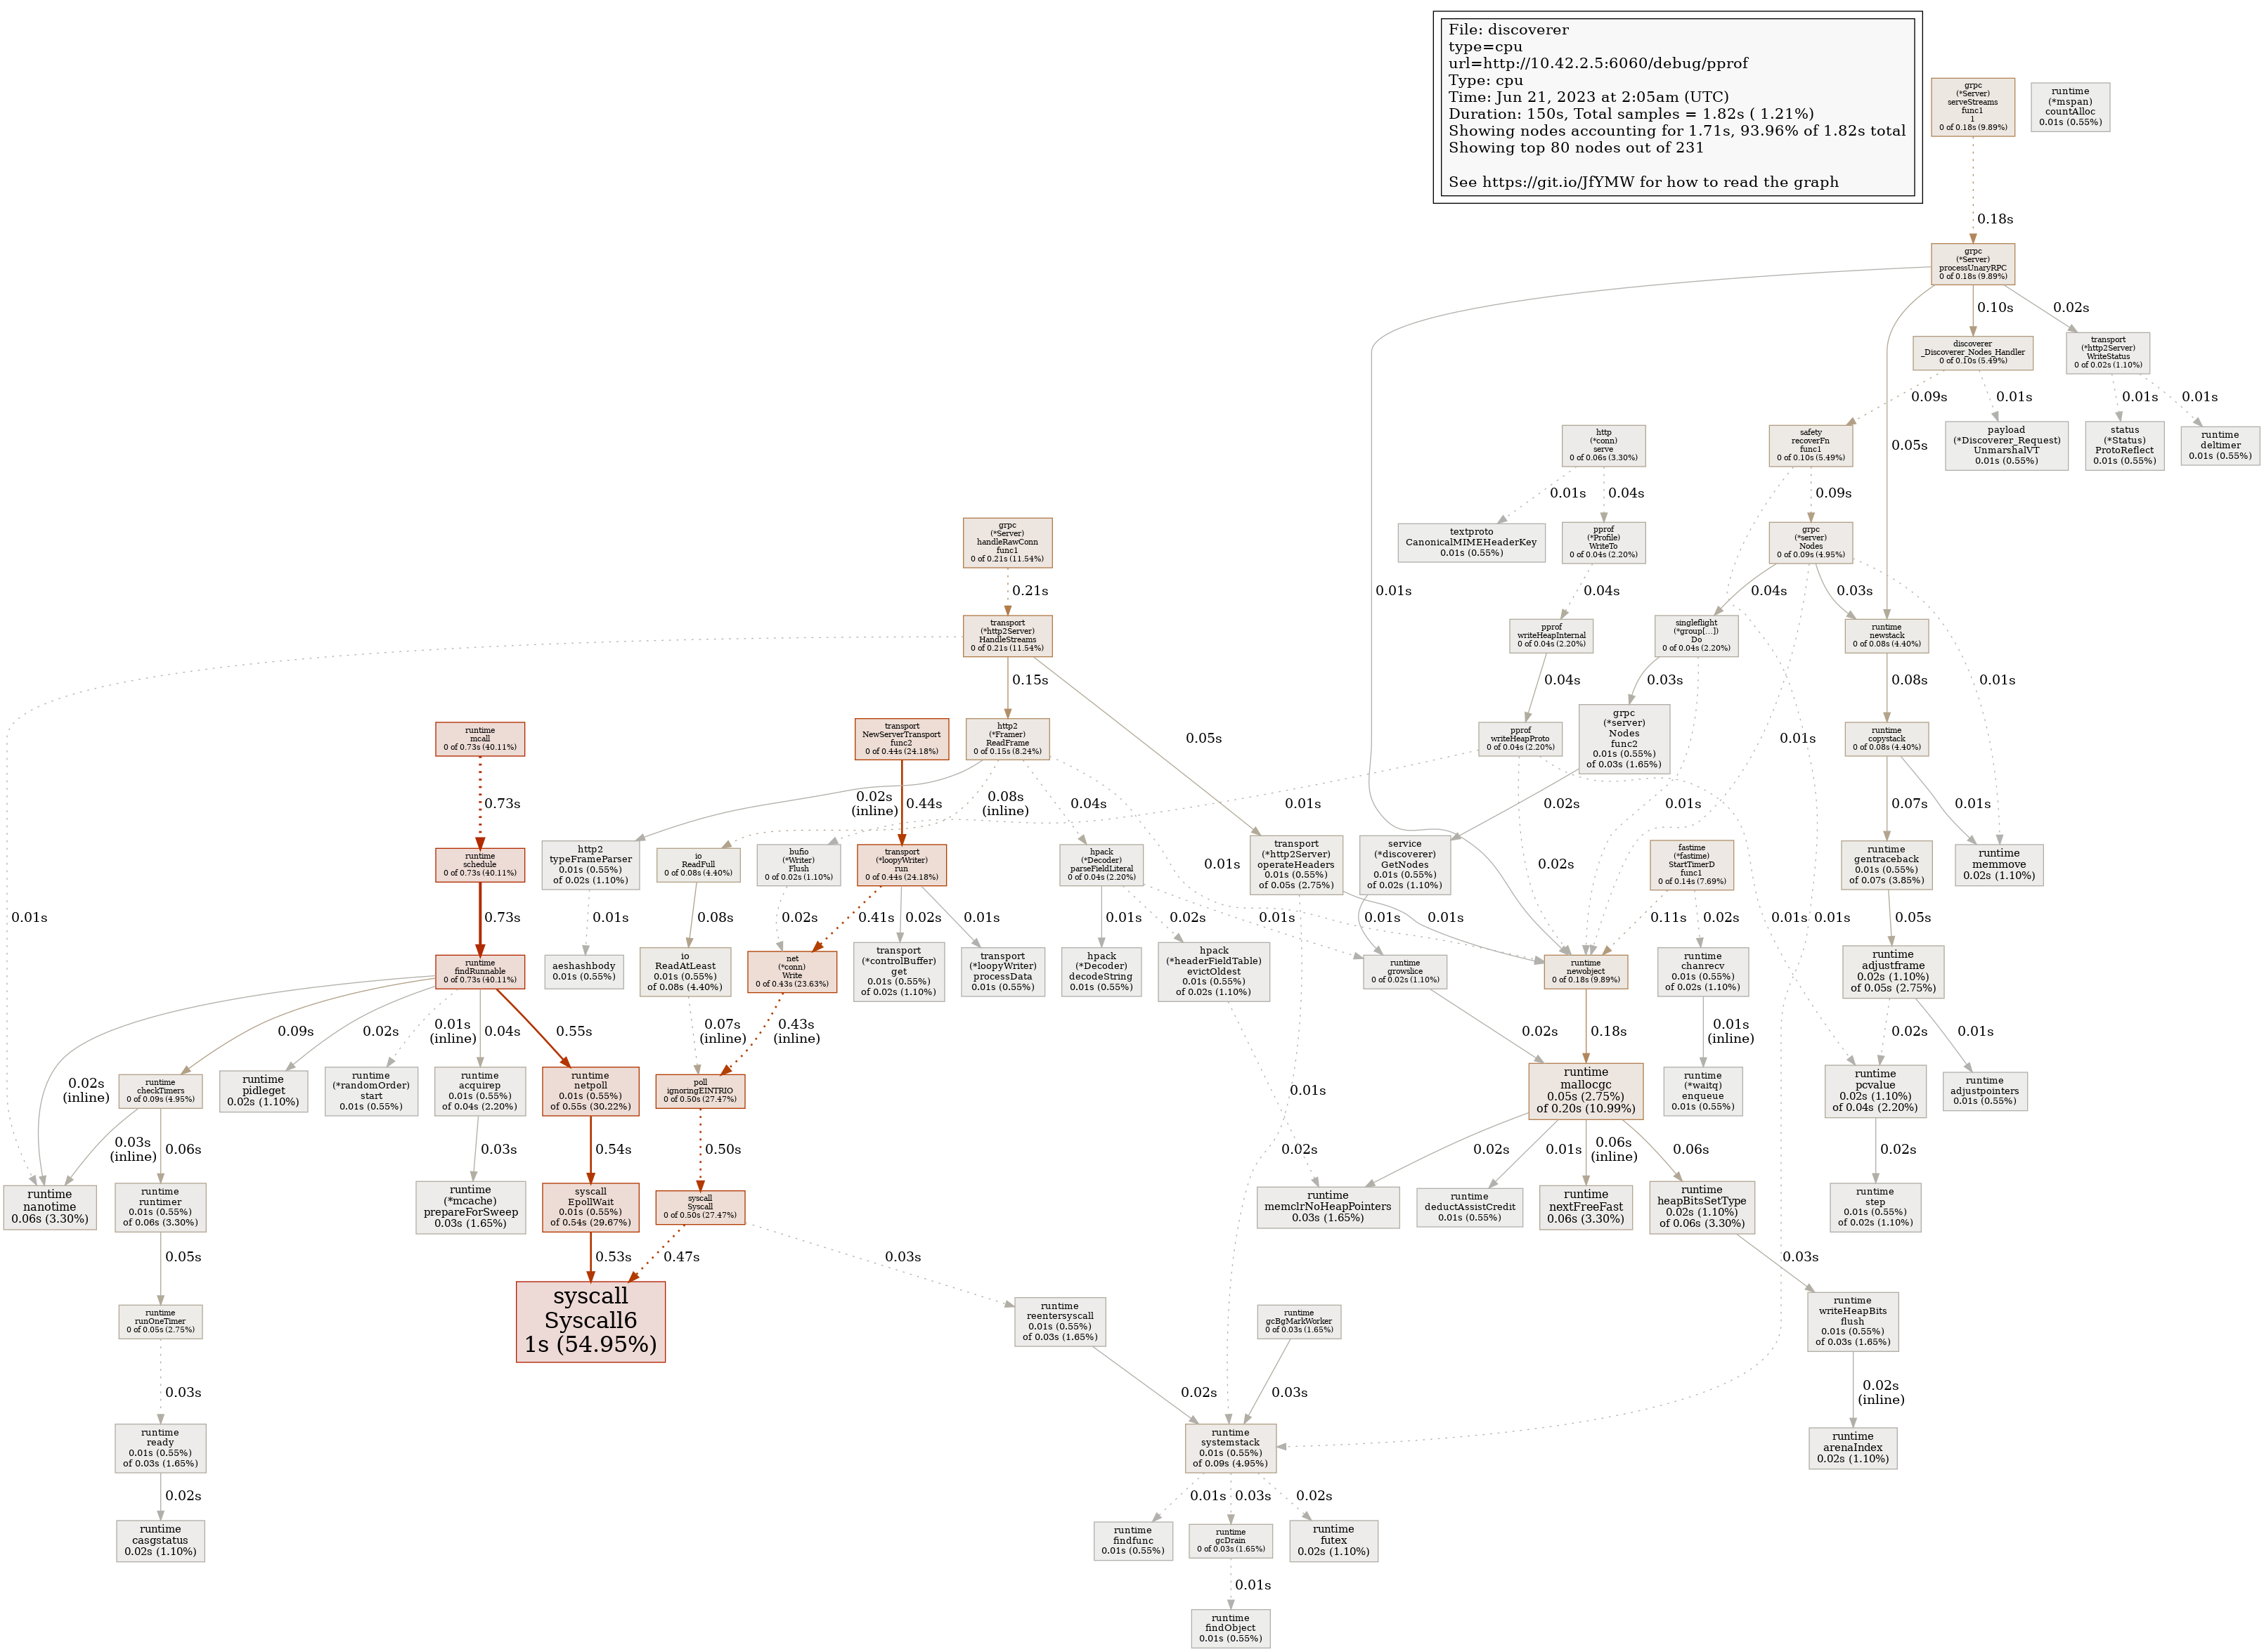 File: discoverer
type=cpu
url=http://10.42.2.5:6060/debug/pprof
Type: cpu
Time: Jun 21, 2023 at 2:05am (UTC)
Duration: 150s, Total samples = 1.82s ( 1.21%)
Showing nodes accounting for 1.71s, 93.96% of 1.82s total
Showing top 80 nodes out of 231
See https://git.io/JfYMW for how to read the graph
grpc
(*Server)
serveStreams
func1
1
0 of 0.18s (9.89%)
runtime
(*mspan)
countAlloc
0.01s (0.55%)
0.18s
grpc
(*Server)
processUnaryRPC
0 of 0.18s (9.89%)
0.10s
0.02s
discoverer
_Discoverer_Nodes_Handler
0 of 0.10s (5.49%)
transport
(*http2Server)
WriteStatus
0 of 0.02s (1.10%)
0.09s
0.01s
0.01s
0.01s
http
(*conn)
serve
0 of 0.06s (3.30%)
safety
recoverFn
func1
0 of 0.10s (5.49%)
0.05s
payload
(*Discoverer_Request)
UnmarshalVT
0.01s (0.55%)
status
(*Status)
ProtoReflect
0.01s (0.55%)
runtime
deltimer
0.01s (0.55%)
0.01s
0.04s
0.09s
grpc
(*Server)
handleRawConn
func1
0 of 0.21s (11.54%)
textproto
CanonicalMIMEHeaderKey
0.01s (0.55%)
pprof
(*Profile)
WriteTo
0 of 0.04s (2.20%)
grpc
(*server)
Nodes
0 of 0.09s (4.95%)
0.21s
0.01s
0.04s
0.04s
0.03s
transport
(*http2Server)
HandleStreams
0 of 0.21s (11.54%)
pprof
writeHeapInternal
0 of 0.04s (2.20%)
singleflight
(*group[...])
Do
0 of 0.04s (2.20%)
runtime
newstack
0 of 0.08s (4.40%)
0.15s
0.04s
0.03s
0.08s
0.01s
runtime
mcall
0 of 0.73s (40.11%)
transport
NewServerTransport
func2
0 of 0.44s (24.18%)
http2
(*Framer)
ReadFrame
0 of 0.15s (8.24%)
0.05s
pprof
writeHeapProto
0 of 0.04s (2.20%)
grpc
(*server)
Nodes
func2
0.01s (0.55%)
of 0.03s (1.65%)
0.01s
runtime
copystack
0 of 0.08s (4.40%)
0.73s
0.02s
(inline)
0.44s
0.08s
(inline)
0.04s
0.01s
0.02s
0.01s
0.07s
0.01s
runtime
schedule
0 of 0.73s (40.11%)
http2
typeFrameParser
0.01s (0.55%)
of 0.02s (1.10%)
io
ReadFull
0 of 0.08s (4.40%)
bufio
(*Writer)
Flush
0 of 0.02s (1.10%)
transport
(*loopyWriter)
run
0 of 0.44s (24.18%)
hpack
(*Decoder)
parseFieldLiteral
0 of 0.04s (2.20%)
0.01s
transport
(*http2Server)
operateHeaders
0.01s (0.55%)
of 0.05s (2.75%)
service
(*discoverer)
GetNodes
0.01s (0.55%)
of 0.02s (1.10%)
0.02s
fastime
(*fastime)
StartTimerD
func1
0 of 0.14s (7.69%)
runtime
gentraceback
0.01s (0.55%)
of 0.07s (3.85%)
runtime
memmove
0.02s (1.10%)
0.01s
0.73s
0.01s
0.08s
0.02s
0.41s
0.02s
0.01s
0.01s
0.02s
0.01s
0.01s
0.01s
0.11s
0.02s
0.01s
0.01s
0.05s
runtime
findRunnable
0 of 0.73s (40.11%)
aeshashbody
0.01s (0.55%)
io
ReadAtLeast
0.01s (0.55%)
of 0.08s (4.40%)
net
(*conn)
Write
0 of 0.43s (23.63%)
transport
(*controlBuffer)
get
0.01s (0.55%)
of 0.02s (1.10%)
transport
(*loopyWriter)
processData
0.01s (0.55%)
hpack
(*Decoder)
decodeString
0.01s (0.55%)
hpack
(*headerFieldTable)
evictOldest
0.01s (0.55%)
of 0.02s (1.10%)
runtime
growslice
0 of 0.02s (1.10%)
runtime
newobject
0 of 0.18s (9.89%)
runtime
chanrecv
0.01s (0.55%)
of 0.02s (1.10%)
runtime
adjustframe
0.02s (1.10%)
of 0.05s (2.75%)
0.09s
0.02s
0.01s
(inline)
0.04s
0.55s
0.07s
(inline)
0.43s
(inline)
0.02s
0.18s
0.01s
(inline)
0.02s
0.01s
0.02s
(inline)
runtime
checkTimers
0 of 0.09s (4.95%)
runtime
pidleget
0.02s (1.10%)
runtime
(*randomOrder)
start
0.01s (0.55%)
runtime
acquirep
0.01s (0.55%)
of 0.04s (2.20%)
runtime
netpoll
0.01s (0.55%)
of 0.55s (30.22%)
poll
ignoringEINTRIO
0 of 0.50s (27.47%)
0.01s
runtime
mallocgc
0.05s (2.75%)
of 0.20s (10.99%)
runtime
(*waitq)
enqueue
0.01s (0.55%)
runtime
pcvalue
0.02s (1.10%)
of 0.04s (2.20%)
runtime
adjustpointers
0.01s (0.55%)
0.03s
(inline)
0.06s
0.03s
0.54s
0.50s
0.02s
0.02s
0.01s
0.06s
(inline)
0.06s
0.02s
runtime
nanotime
0.06s (3.30%)
runtime
runtimer
0.01s (0.55%)
of 0.06s (3.30%)
runtime
(*mcache)
prepareForSweep
0.03s (1.65%)
syscall
EpollWait
0.01s (0.55%)
of 0.54s (29.67%)
syscall
Syscall
0 of 0.50s (27.47%)
runtime
memclrNoHeapPointers
0.03s (1.65%)
runtime
deductAssistCredit
0.01s (0.55%)
runtime
nextFreeFast
0.06s (3.30%)
runtime
heapBitsSetType
0.02s (1.10%)
of 0.06s (3.30%)
runtime
step
0.01s (0.55%)
of 0.02s (1.10%)
0.05s
0.53s
0.47s
0.03s
0.03s
runtime
runOneTimer
0 of 0.05s (2.75%)
syscall
Syscall6
1s (54.95%)
runtime
reentersyscall
0.01s (0.55%)
of 0.03s (1.65%)
runtime
gcBgMarkWorker
0 of 0.03s (1.65%)
runtime
writeHeapBits
flush
0.01s (0.55%)
of 0.03s (1.65%)
0.03s
0.02s
0.03s
0.02s
(inline)
runtime
ready
0.01s (0.55%)
of 0.03s (1.65%)
runtime
systemstack
0.01s (0.55%)
of 0.09s (4.95%)
runtime
arenaIndex
0.02s (1.10%)
0.02s
0.01s
0.03s
0.02s
runtime
casgstatus
0.02s (1.10%)
runtime
findfunc
0.01s (0.55%)
runtime
gcDrain
0 of 0.03s (1.65%)
runtime
futex
0.02s (1.10%)
0.01s
runtime
findObject
0.01s (0.55%)